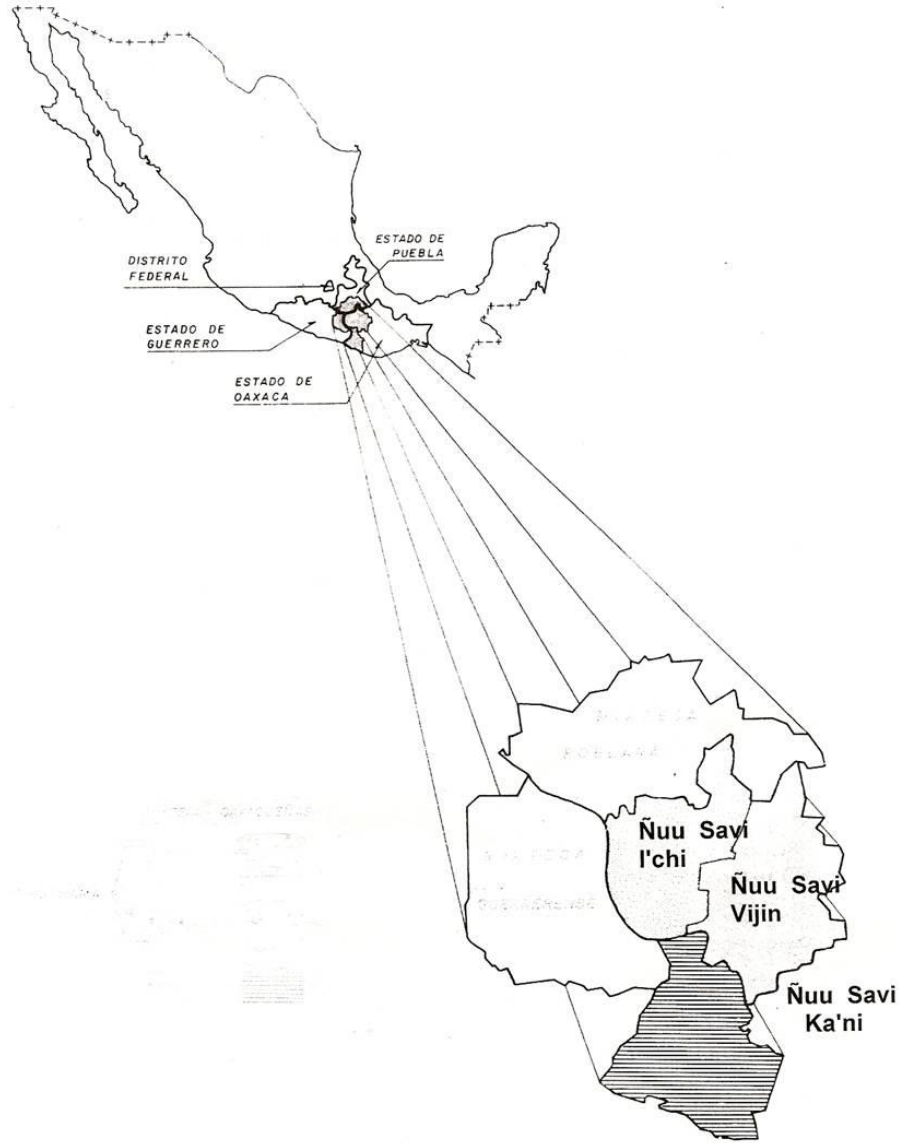 ESTADO DE
PUEBLA
DISTRITO
FEDERAL
ESTADO DE
GUERRERO
ESTADO DE
OAXACA
Ñuu Savi
I'chi
Ñuu Savi
Vijin
Ñuu Savi
Ka'ni